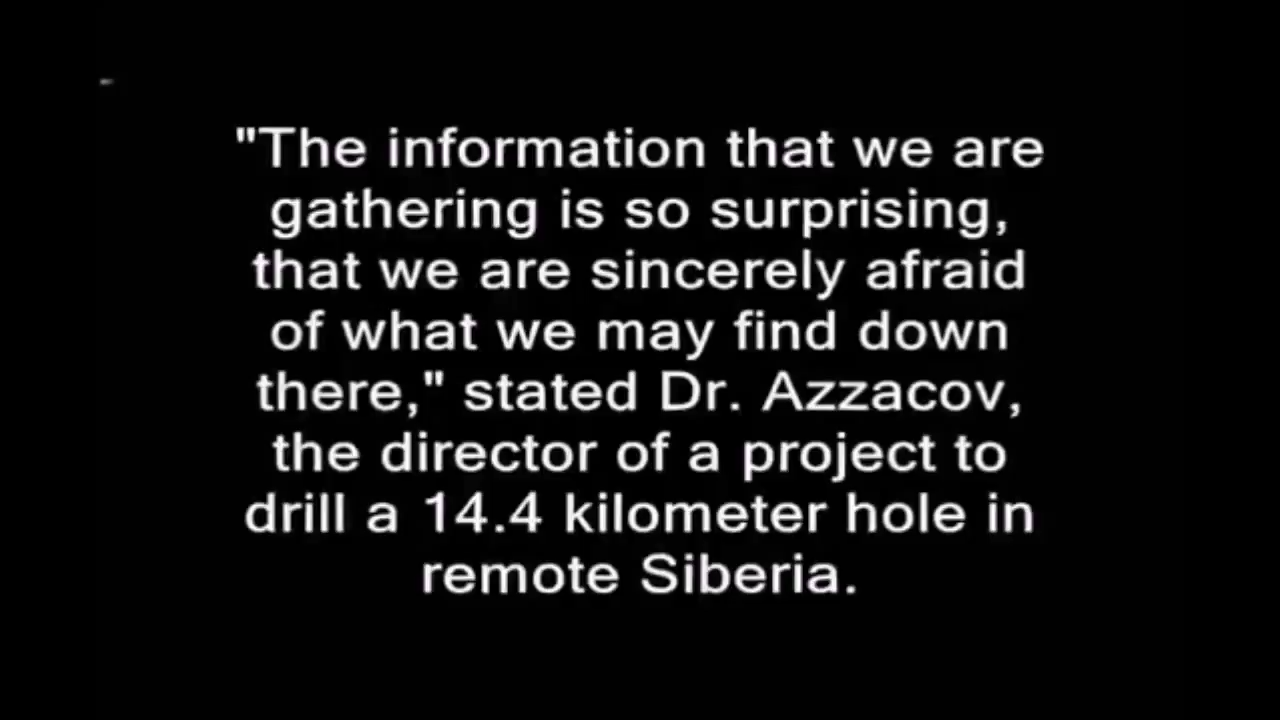 "The information that we are
gathering is so surprising,
that we are sincerely afraid
of what we may find down
there," stated Dr. Azzacov,
the director of a project to
drill a 14.4 kilometer hole in
remote Siberia.